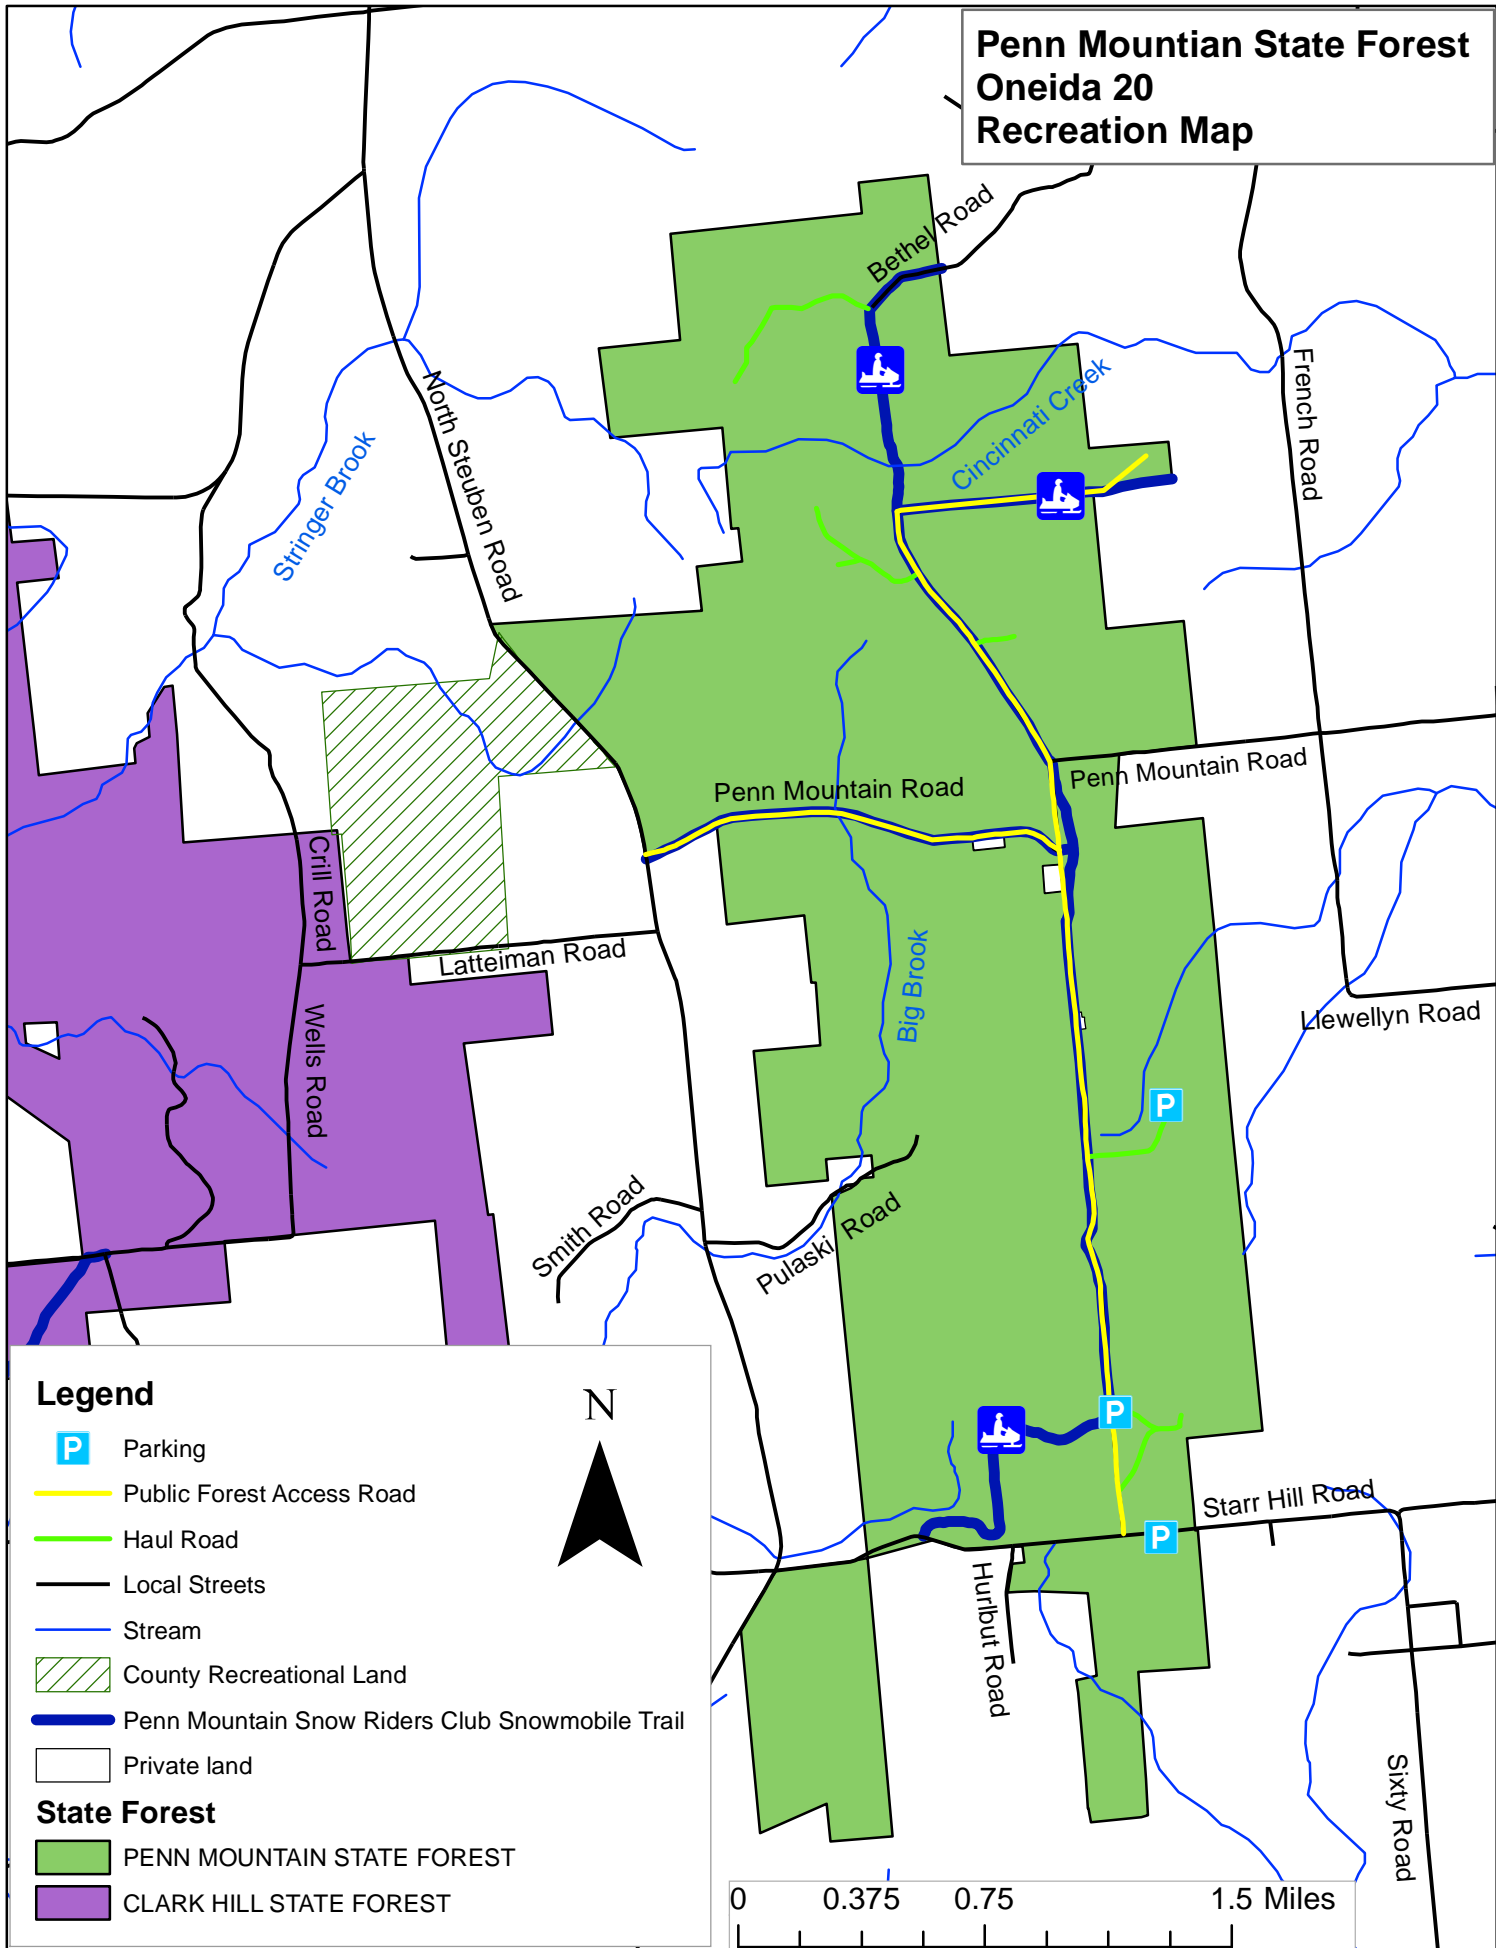 Penn Mountian State Forest
Oneida 20
Recreation Map
Bethel Road
Cincinnati Creek
French Road
North Steuben Road
Stringer Brook
Penn Mountain Road
Penn Mountain Road
Crill Road
Latteiman Road
Big Brook
Llewellyn Road
Wells Road
P
Smith Road
Pulaski Road
P
Starr Hill Road
P
Hurlbut Road
Sixty Road
Legend
N
P Parking
Public Forest Access Road
Haul Road
Local Streets
Stream
County Recreational Land
Penn Mountain Snow Riders Club Snowmobile Trail
Private land
State Forest
PENN MOUNTAIN STATE FOREST
CLARK HILL STATE FOREST
0 0.375 0.75 1.5 Miles